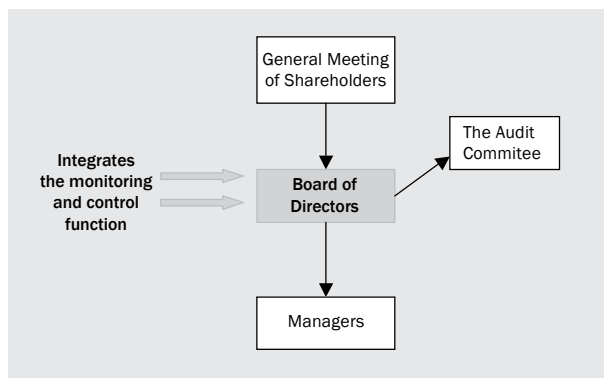 General Meeting
of Shareholders
The Audit
Commitee
Integrates
the monitoring
and control
function
Board of
Directors
Managers